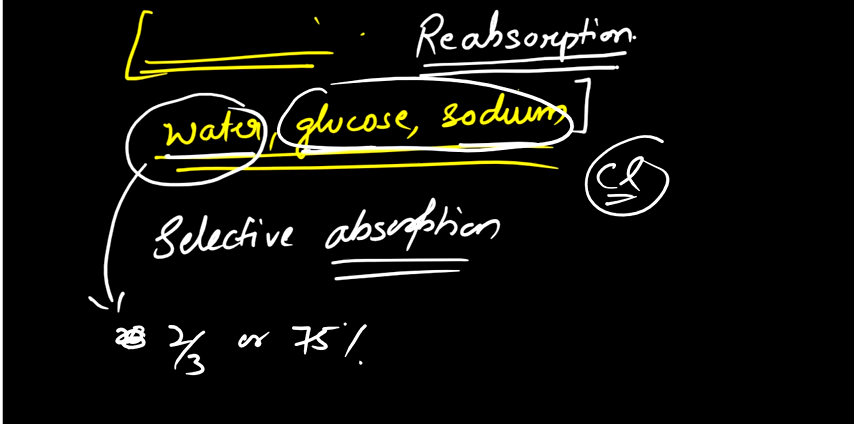 Reabsorption.
Water, glucose, sodium]
Cl
Selective absorption
2/3 or 75%.